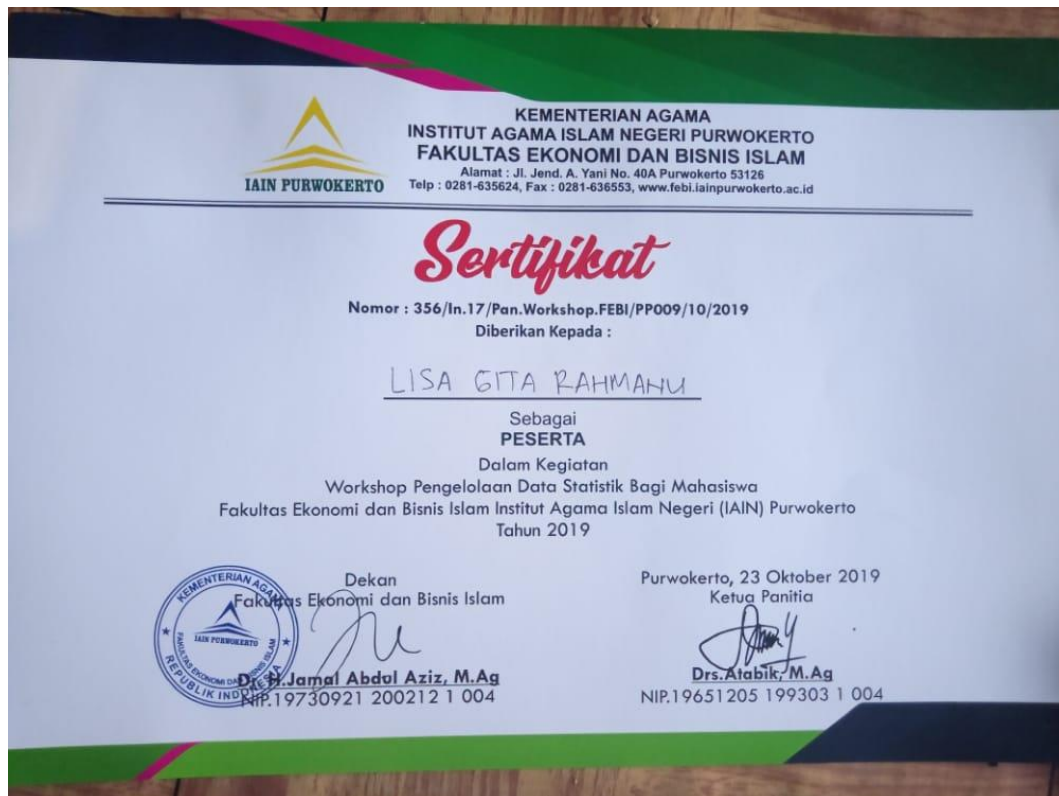 IAIN PURWOKERTO
KEMENTERIAN AGAMA
INSTITUT AGAMA ISLAM NEGERI PURWOKERTO
FAKULTAS EKONOMI DAN BISNIS ISLAM
Alamat : Jl. Jend. A. Yani No. 40A Purwokerto 53126
Telp : 0281-635624, Fax : 0281-636553, www.febi.iainpurwokerto.ac.id
Sertifikat
Nomor : 356/In.17/Pan.Workshop.FEBI/PP009/10/2019
Diberikan Kepada :
LISA GITA RAHMANU
Sebagai
PESERTA
Dalam Kegiatan
Workshop Pengelolaan Data Statistik Bagi Mahasiswa
Fakultas Ekonomi dan Bisnis Islam Institut Agama Islam Negeri (IAIN) Purwokerto
Tahun 2019
Dekan
Fakultas Ekonomi dan Bisnis Islam
KEMENTERIAN AGAMA
IAIN PURWOKERTO
FAKULTAS EKONOMI DAN BISNIS ISLAM
REPUBLIK INDONESIA
Dr. H.Jamal Abdul Aziz, M.Ag
NIP.19730921 200212 1 004
Purwokerto, 23 Oktober 2019
Ketua Panitia
Drs.Atabik, M.Ag
NIP.19651205 199303 1 004